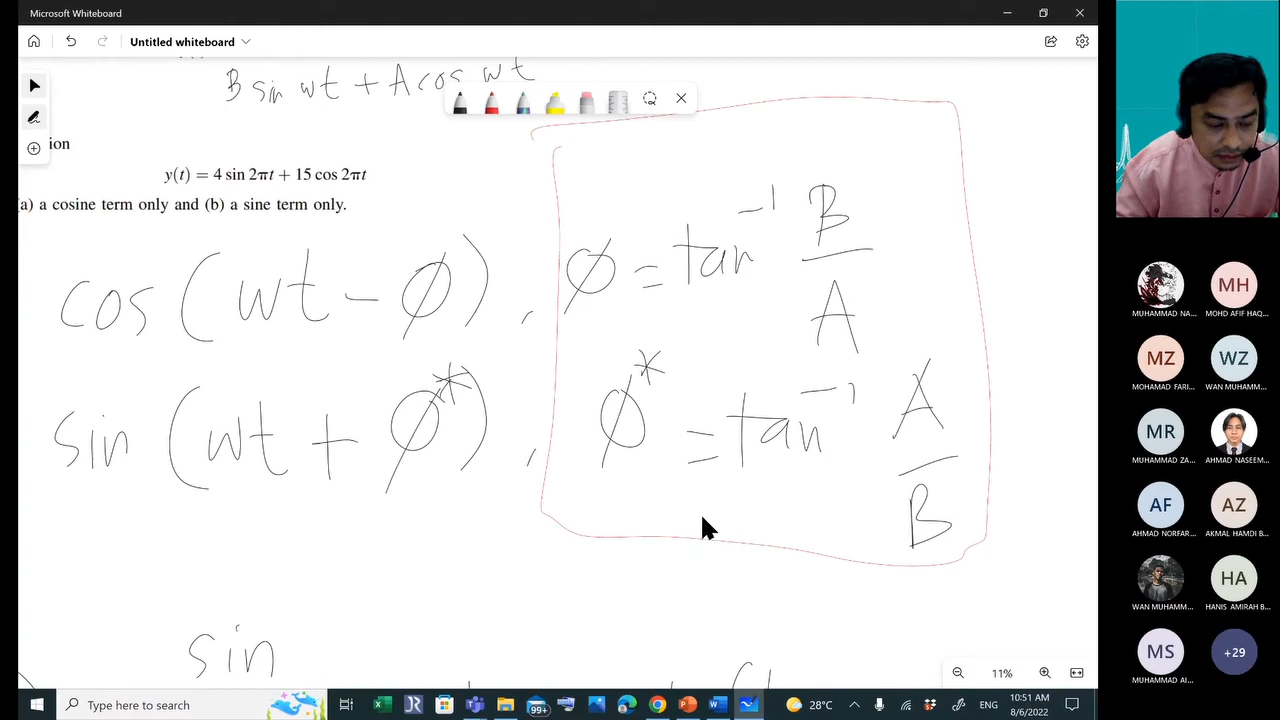 Microsoft Whiteboard
Untitled whiteboard
B sin wt + A cos wt
ion
y(t) = 4 sin 2πt + 15 cos 2πt
(a) a cosine term only and (b) a sine term only.
cos(wt - Ø), Ø = tan⁻¹ B/A
sin(wt + Ø*), Ø* = tan⁻¹ A/B
sin
11%
MUHAMMAD NA...
MOHD AFIF HAQ...
MH
MZ
WZ
MOHAMAD FARI...
WAN MUHAMM...
MR
MUHAMMAD ZA...
AHMAD NASEEM...
AF
AZ
AHMAD NORFAR...
AKMAL HAMDI B...
HA
WAN MUHAMM...
HANIS AMIRAH B...
MS
+29
MUHAMMAD AI...
Type here to search
99+
28°C
ENG
10:51 AM
8/6/2022